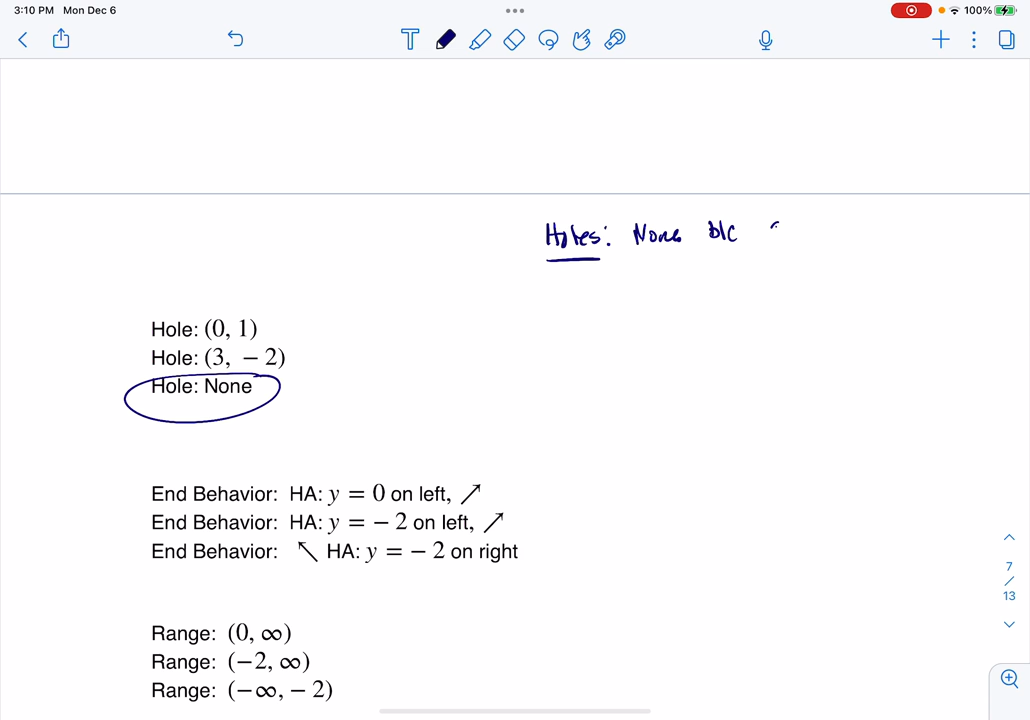 3:10 PM Mon Dec 6
100%
Holes: None b/c
Hole: (0, 1)
Hole: (3, − 2)
Hole: None
End Behavior: HA: y = 0 on left, ↗
End Behavior: HA: y = − 2 on left, ↗
End Behavior: ↖ HA: y = − 2 on right
7
/
13
Range: (0, ∞)
Range: (−2, ∞)
Range: (−∞, − 2)